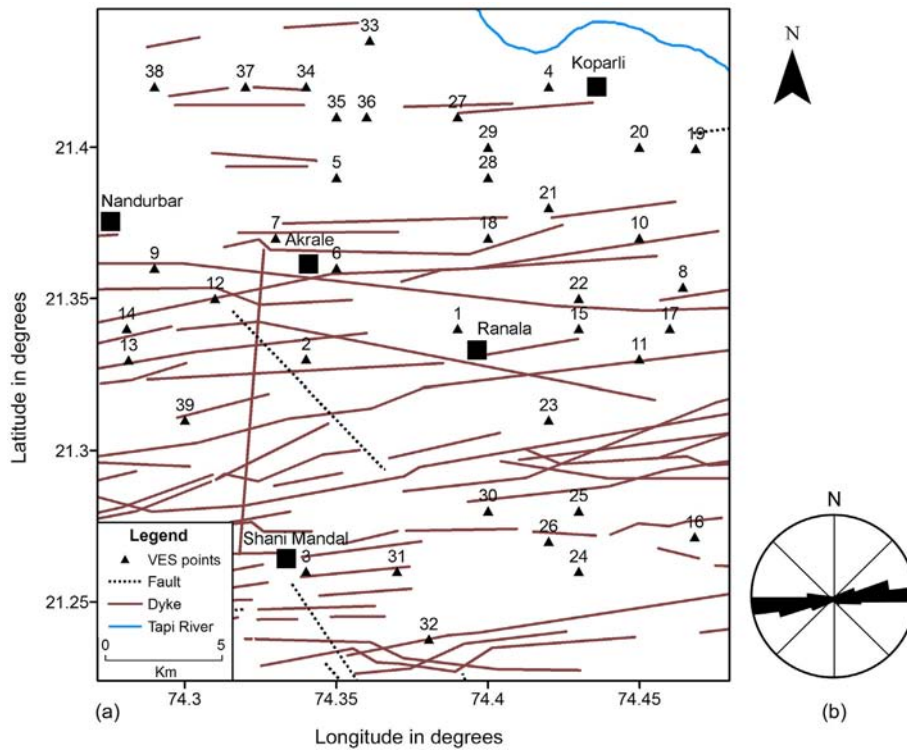 33
N
38
37
34
4
Koparli
35
36
27
29
20
19
21.4
5
28
Nandurbar
21
7
18
10
Akrale
9
6
8
12
22
21.35
14
1
15
17
Ranala
13
2
11
39
23
Latitude in degrees
21.3
30
25
N
16
Legend
VES points
Shani Mandal
26
3
31
24
Fault
21.25
Dyke
32
Tapi River
0
5
Km
(a)
74.3
74.35
74.4
74.45
(b)
Longitude in degrees